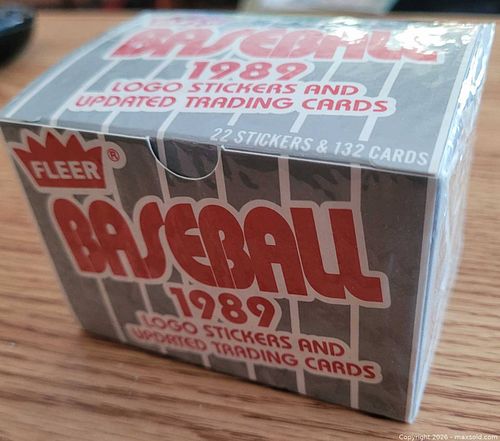 BASEBALL
1989
LOGO STICKERS AND
UPDATED TRADING CARDS
22 STICKERS & 132 CARDS
FLEER®
BASEBALL
1989
LOGO STICKERS AND
UPDATED TRADING CARDS
Copyright 2026 - maxsold.com